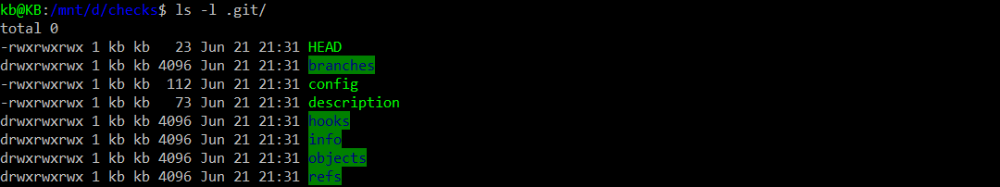 kb@KB:/mnt/d/checks$ ls -l .git/
total 0
-rwxrwxrwx 1 kb kb   23 Jun 21 21:31 HEAD
drwxrwxrwx 1 kb kb 4096 Jun 21 21:31 branches
-rwxrwxrwx 1 kb kb  112 Jun 21 21:31 config
-rwxrwxrwx 1 kb kb   73 Jun 21 21:31 description
drwxrwxrwx 1 kb kb 4096 Jun 21 21:31 hooks
drwxrwxrwx 1 kb kb 4096 Jun 21 21:31 info
drwxrwxrwx 1 kb kb 4096 Jun 21 21:31 objects
drwxrwxrwx 1 kb kb 4096 Jun 21 21:31 refs